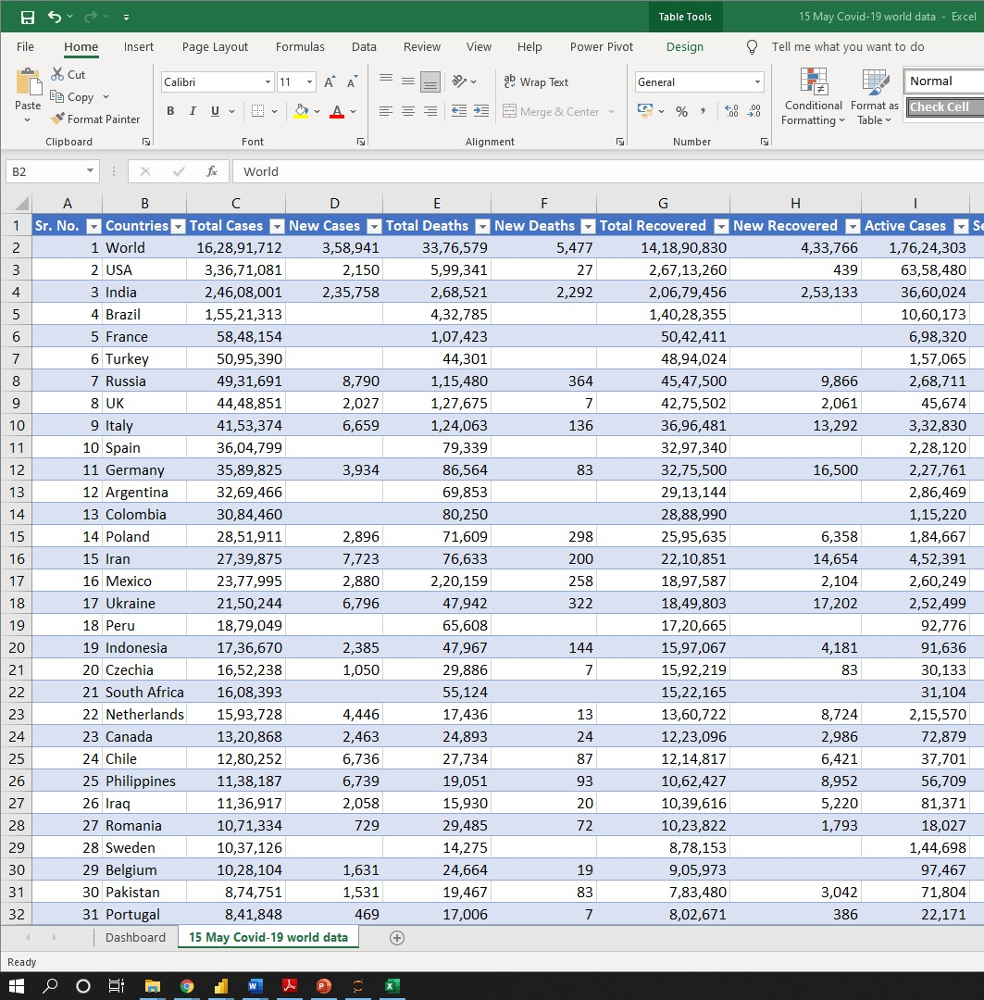 Table Tools 15 May Covid-19 world data - Excel
File Home Insert Page Layout Formulas Data Review View Help Power Pivot Design Tell me what you want to do
Cut
Copy
Format Painter
Paste
Clipboard
Calibri 11
B I U A
Font
Wrap Text
Merge & Center
Alignment
General
% , .00
Number
Conditional Formatting
Format as Table
Normal
Check Cell
B2 fx World
A B C D E F G H I
1 Sr. No. Countries Total Cases New Cases Total Deaths New Deaths Total Recovered New Recovered Active Cases Se
2 1 World 16,28,91,712 3,58,941 33,76,579 5,477 14,18,90,830 4,33,766 1,76,24,303
3 2 USA 3,36,71,081 2,150 5,99,341 27 2,67,13,260 439 63,58,480
4 3 India 2,46,08,001 2,35,758 2,68,521 2,292 2,06,79,456 2,53,133 36,60,024
5 4 Brazil 1,55,21,313 4,32,785 1,40,28,355 10,60,173
6 5 France 58,48,154 1,07,423 50,42,411 6,98,320
7 6 Turkey 50,95,390 44,301 48,94,024 1,57,065
8 7 Russia 49,31,691 8,790 1,15,480 364 45,47,500 9,866 2,68,711
9 8 UK 44,48,851 2,027 1,27,675 7 42,75,502 2,061 45,674
10 9 Italy 41,53,374 6,659 1,24,063 136 36,96,481 13,292 3,32,830
11 10 Spain 36,04,799 79,339 32,97,340 2,28,120
12 11 Germany 35,89,825 3,934 86,564 83 32,75,500 16,500 2,27,761
13 12 Argentina 32,69,466 69,853 29,13,144 2,86,469
14 13 Colombia 30,84,460 80,250 28,88,990 1,15,220
15 14 Poland 28,51,911 2,896 71,609 298 25,95,635 6,358 1,84,667
16 15 Iran 27,39,875 7,723 76,633 200 22,10,851 14,654 4,52,391
17 16 Mexico 23,77,995 2,880 2,20,159 258 18,97,587 2,104 2,60,249
18 17 Ukraine 21,50,244 6,796 47,942 322 18,49,803 17,202 2,52,499
19 18 Peru 18,79,049 65,608 17,20,665 92,776
20 19 Indonesia 17,36,670 2,385 47,967 144 15,97,067 4,181 91,636
21 20 Czechia 16,52,238 1,050 29,886 7 15,92,219 83 30,133
22 21 South Africa 16,08,393 55,124 15,22,165 31,104
23 22 Netherlands 15,93,728 4,446 17,436 13 13,60,722 8,724 2,15,570
24 23 Canada 13,20,868 2,463 24,893 24 12,23,096 2,986 72,879
25 24 Chile 12,80,252 6,736 27,734 87 12,14,817 6,421 37,701
26 25 Philippines 11,38,187 6,739 19,051 93 10,62,427 8,952 56,709
27 26 Iraq 11,36,917 2,058 15,930 20 10,39,616 5,220 81,371
28 27 Romania 10,71,334 729 29,485 72 10,23,822 1,793 18,027
29 28 Sweden 10,37,126 14,275 8,78,153 1,44,698
30 29 Belgium 10,28,104 1,631 24,664 19 9,05,973 97,467
31 30 Pakistan 8,74,751 1,531 19,467 83 7,83,480 3,042 71,804
32 31 Portugal 8,41,848 469 17,006 7 8,02,671 386 22,171
Dashboard 15 May Covid-19 world data
Ready